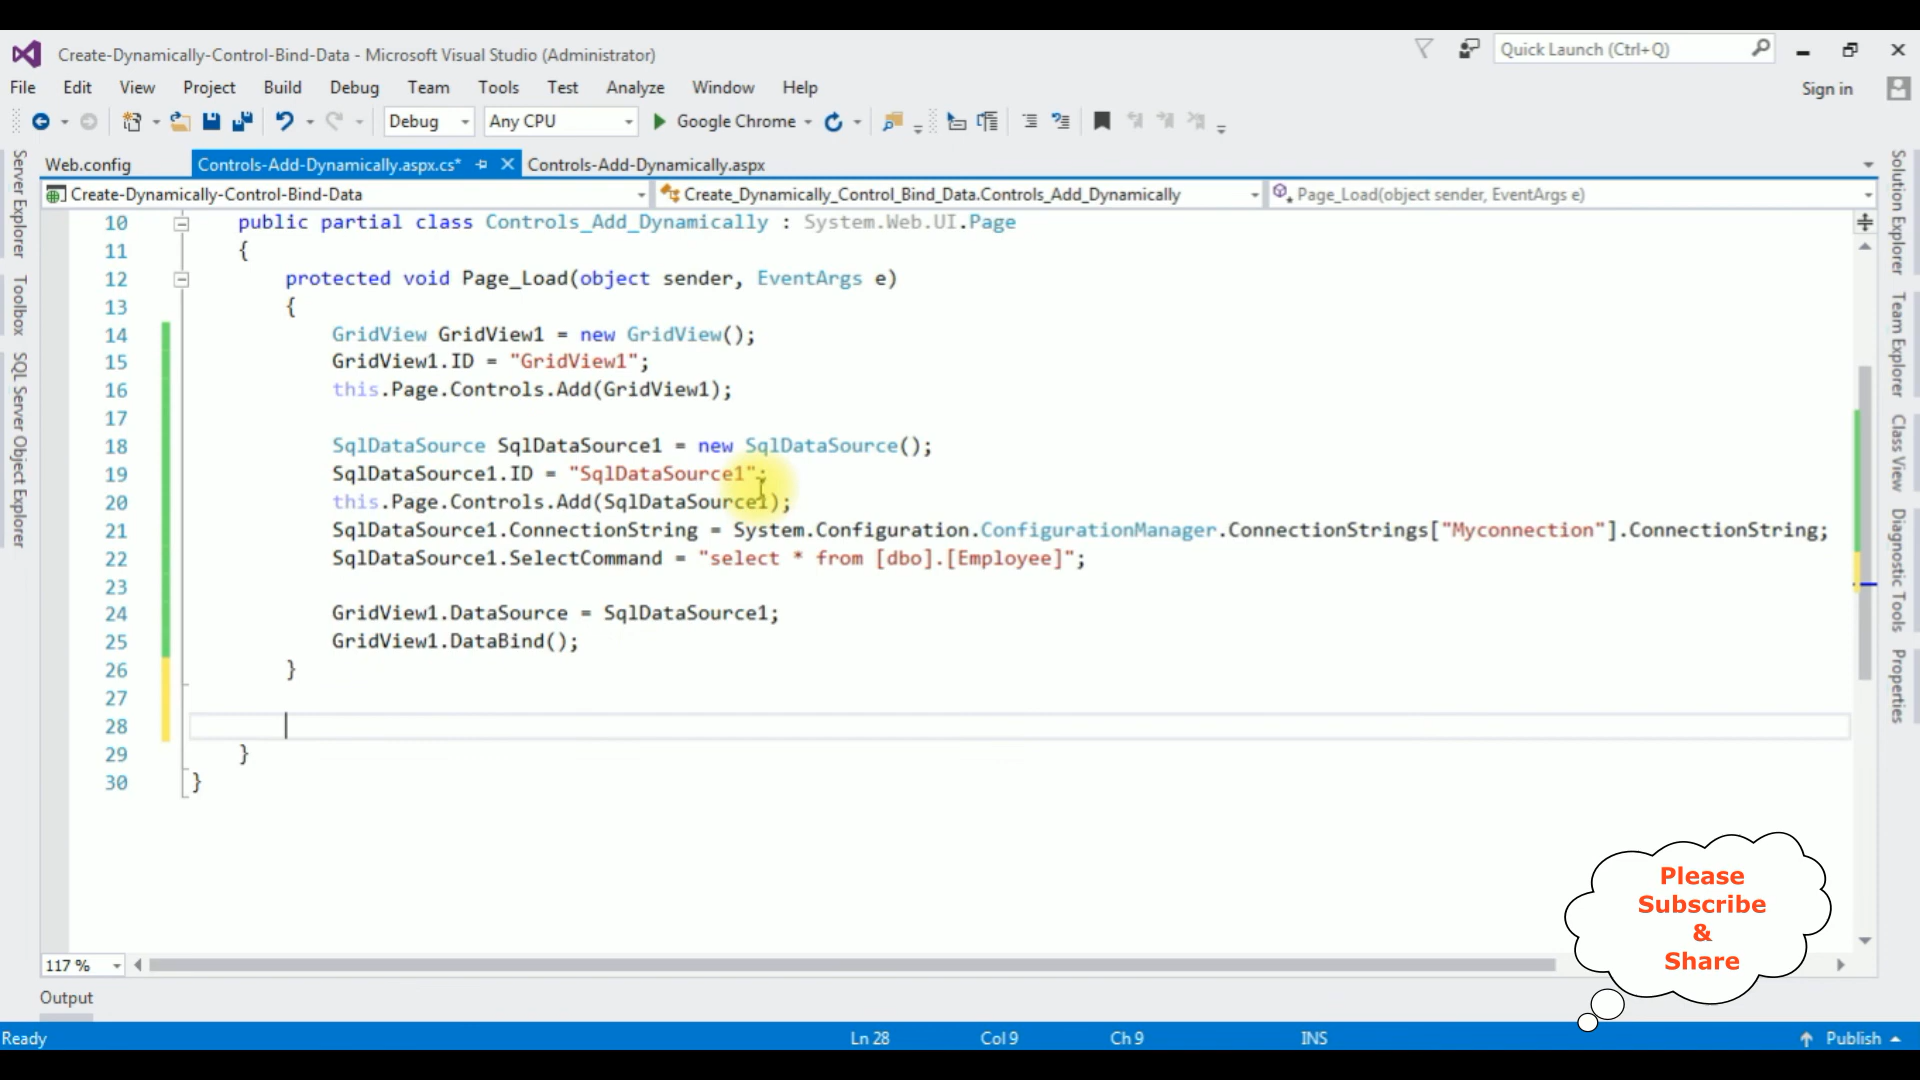 Create-Dynamically-Control-Bind-Data - Microsoft Visual Studio (Administrator)
Quick Launch (Ctrl+Q)
File Edit View Project Build Debug Team Tools Test Analyze Window Help
Sign in
Debug Any CPU Google Chrome
Web.config Controls-Add-Dynamically.aspx.cs* Controls-Add-Dynamically.aspx
Create-Dynamically-Control-Bind-Data Create_Dynamically_Control_Bind_Data.Controls_Add_Dynamically Page_Load(object sender, EventArgs e)
Server Explorer
Toolbox
SQL Server Object Explorer
10 public partial class Controls_Add_Dynamically : System.Web.UI.Page
11 {
12 protected void Page_Load(object sender, EventArgs e)
13 {
14 GridView GridView1 = new GridView();
15 GridView1.ID = "GridView1";
16 this.Page.Controls.Add(GridView1);
17
18 SqlDataSource SqlDataSource1 = new SqlDataSource();
19 SqlDataSource1.ID = "SqlDataSource1";
20 this.Page.Controls.Add(SqlDataSource1);
21 SqlDataSource1.ConnectionString = System.Configuration.ConfigurationManager.ConnectionStrings["Myconnection"].ConnectionString;
22 SqlDataSource1.SelectCommand = "select * from [dbo].[Employee]";
23
24 GridView1.DataSource = SqlDataSource1;
25 GridView1.DataBind();
26 }
27
28
29 }
30 }
Solution Explorer
Team Explorer
Class View
Diagnostic Tools
Properties
Please
Subscribe
&
Share
117 %
Output
Ready Ln 28 Col 9 Ch 9 INS Publish